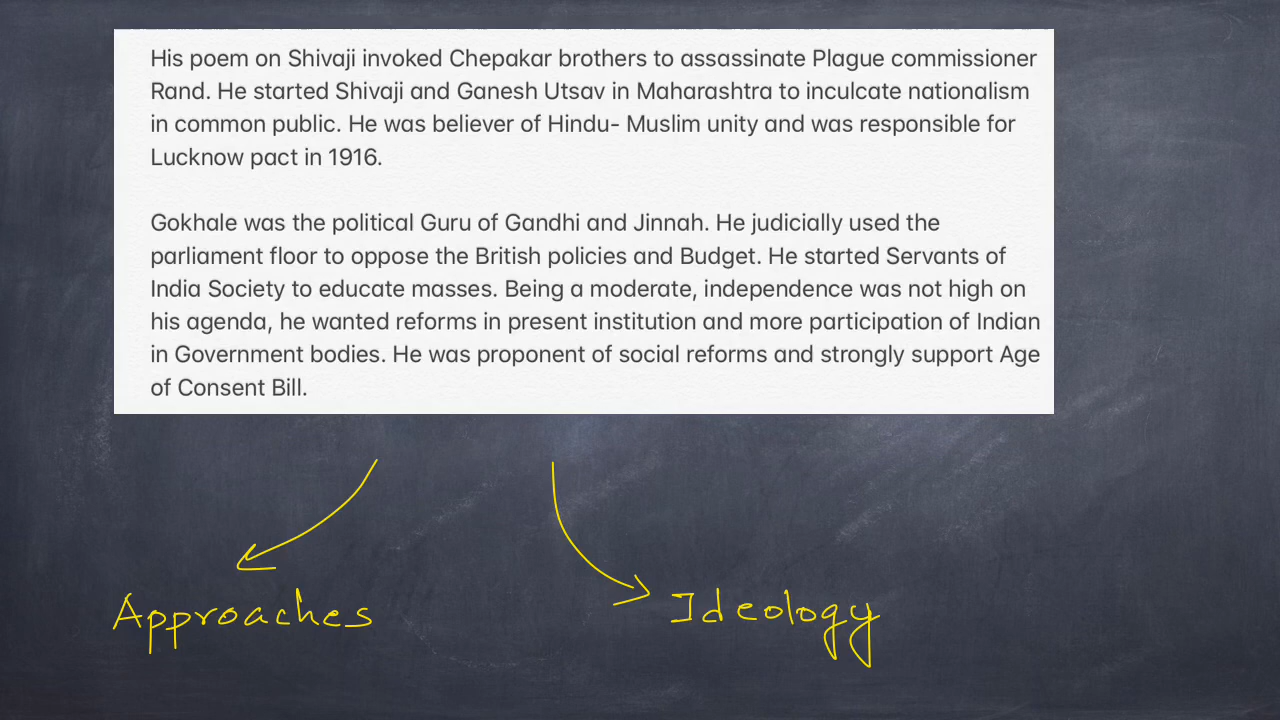 His poem on Shivaji invoked Chepakar brothers to assassinate Plague commissioner
Rand. He started Shivaji and Ganesh Utsav in Maharashtra to inculcate nationalism
in common public. He was believer of Hindu- Muslim unity and was responsible for
Lucknow pact in 1916.
Gokhale was the political Guru of Gandhi and Jinnah. He judicially used the
parliament floor to oppose the British policies and Budget. He started Servants of
India Society to educate masses. Being a moderate, independence was not high on
his agenda, he wanted reforms in present institution and more participation of Indian
in Government bodies. He was proponent of social reforms and strongly support Age
of Consent Bill.
Approaches
Ideology